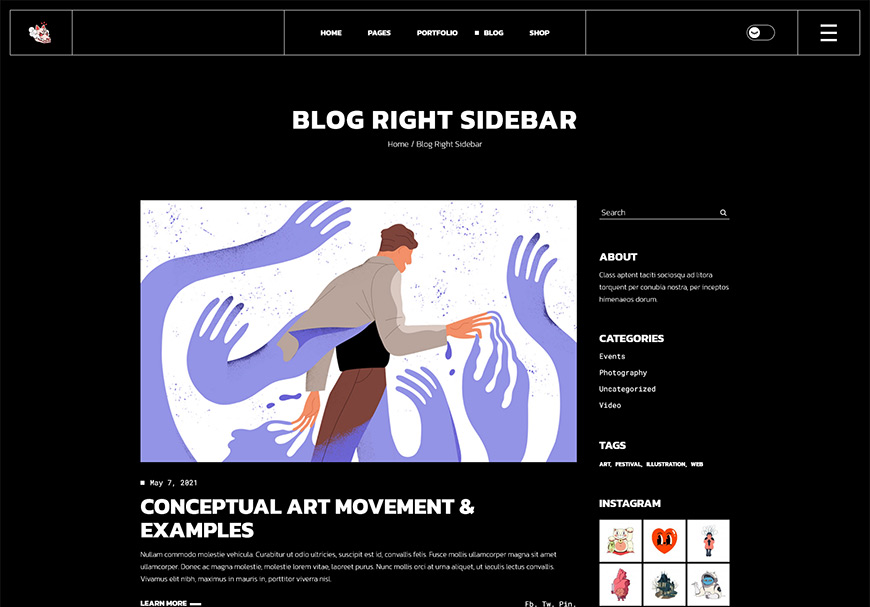 HOME PAGES PORTFOLIO BLOG SHOP
BLOG RIGHT SIDEBAR
Home / Blog Right Sidebar
May 7, 2021
CONCEPTUAL ART MOVEMENT &
EXAMPLES
Nullam commodo molestie vehicula. Curabitur ut odio ultricies, suscipit est id, convallis felis. Fusce mollis ullamcorper magna sit amet
ullamcorper. Donec ac magna molestie, molestie lorem vitae, laoreet purus. Nunc mollis orci at urna aliquet, ut iaculis lectus convallis.
Vivamus elit nibh, maximus in mauris in, porttitor viverra nisl.
LEARN MORE
Fb. Tw. Pin.
Search
ABOUT
Class aptent taciti sociosqu ad litora
torquent per conubia nostra, per inceptos
himenaeos dorum.
CATEGORIES
Events
Photography
Uncategorized
Video
TAGS
ART, FESTIVAL, ILLUSTRATION, WEB
INSTAGRAM